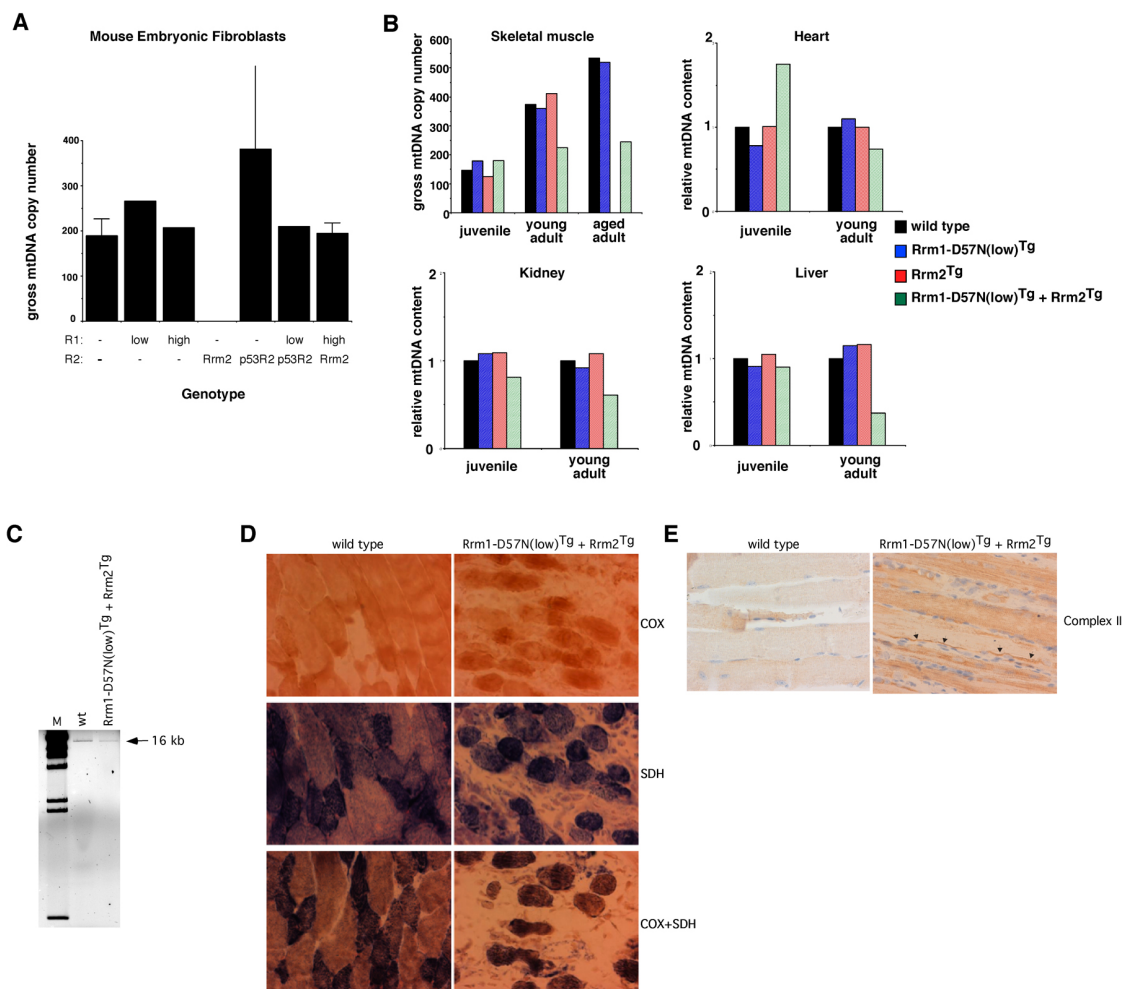 A
Mouse Embryonic Fibroblasts
gross mtDNA copy number
400
300
200
200
100
0
R1: - low high - - low high
R2: - - - Rrm2 p53R2 p53R2 Rrm2
Genotype
B
Skeletal muscle
gross mtDNA copy number
600
500
400
350
300
250
200
150
100
0
juvenile
young adult
aged adult
Heart
relative mtDNA content
2
1
0
juvenile
young adult
wild type
Rrm1-D57N(low)Tg
Rrm2Tg
Rrm1-D57N(low)Tg + Rrm2Tg
Kidney
relative mtDNA content
2
1
0
juvenile
young adult
Liver
relative mtDNA content
2
1
0
juvenile
young adult
C
M
wt
Rrm1-D57N(low)Tg + Rrm2Tg
16 kb
D
wild type
Rrm1-D57N(low)Tg + Rrm2Tg
COX
SDH
COX+SDH
E
wild type
Rrm1-D57N(low)Tg + Rrm2Tg
Complex II